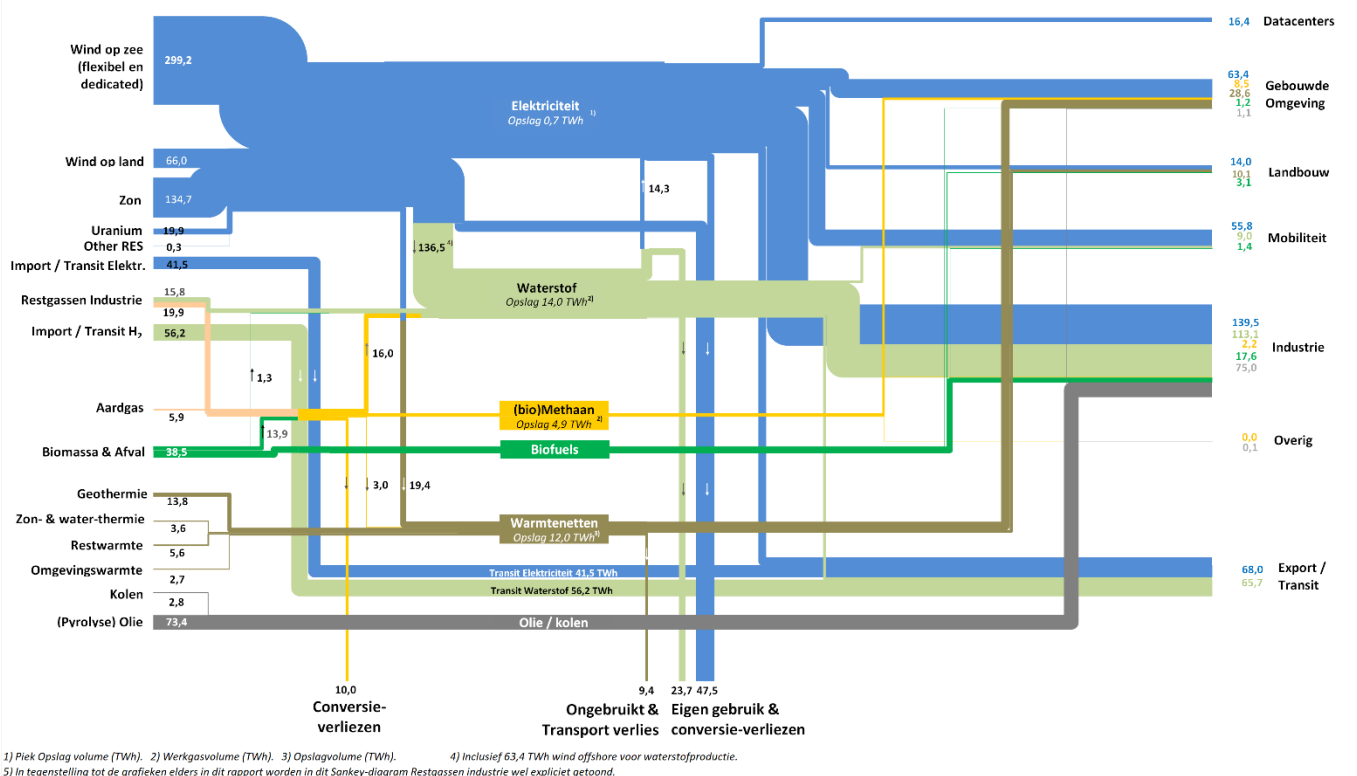 Wind op zee
(flexibel en
dedicated)
299,2
Wind op land
66,0
Zon
134,7
Uranium
19,9
Other RES
0,3
Import / Transit Elektr.
41,5
Restgassen Industrie
15,8
19,9
Import / Transit H₂
56,2
Aardgas
5,9
Biomassa & Afval
38,5
Geothermie
13,8
Zon- & water-thermie
3,6
Restwarmte
5,6
Omgevingswarmte
2,7
Kolen
2,8
(Pyrolyse) Olie
73,4
Elektriciteit
Opslag 0,7 TWh 1)
↑ 14,3
↓ 136,5 4)
Waterstof
Opslag 14,0 TWh 2)
↑ 16,0
↑ 1,3
↑ 13,9
(bio)Methaan
Opslag 4,9 TWh 2)
Biofuels
↓ 3,0
↓ 19,4
Warmtenetten
Opslag 12,0 TWh 3)
Transit Elektriciteit 41,5 TWh
Transit Waterstof 56,2 TWh
Olie / kolen
10,0
Conversie-
verliezen
9,4
Ongebruikt &
Transport verlies
23,7 47,5
Eigen gebruik &
conversie-verliezen
16,4
Datacenters
63,4
8,5
28,6
1,2
1,1
Gebouwde
Omgeving
14,0
10,1
3,1
Landbouw
55,8
9,0
1,4
Mobiliteit
139,5
113,1
2,2
17,6
75,0
Industrie
0,0
0,1
Overig
68,0
65,7
Export /
Transit
1) Piek Opslag volume (TWh). 2) Werkgasvolume (TWh). 3) Opslagvolume (TWh). 4) Inclusief 63,4 TWh wind offshore voor waterstofproductie.
5) In tegenstelling tot de grafieken elders in dit rapport worden in dit Sankey-diagram Restgassen industrie wel expliciet getoond.